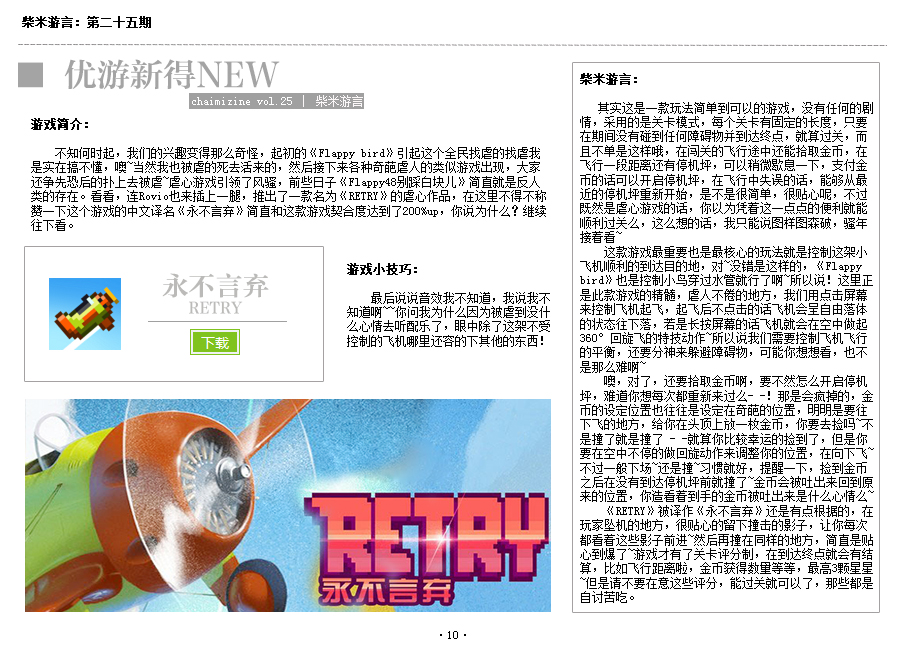 柴米游言：第二十五期
优游新得NEW
chaimizine vol.25 | 柴米游言
游戏简介：
不知何时起，我们的兴趣变得那么奇怪，起初的《Flappy bird》引起这个全民找虐的找虐我
是实在搞不懂，噢~当然我也被虐的死去活来的，然后接下来各种奇葩虐人的类似游戏出现，大家
还争先恐后的扑上去被虐~虐心游戏引领了风骚，前些日子《Flappy48别踩白块儿》简直就是反人
类的存在。看看，连Rovio也来插上一腿，推出了一款名为《RETRY》的虐心作品，在这里不得不称
赞一下这个游戏的中文译名《永不言弃》简直和这款游戏契合度达到了200%up，你说为什么？继续
往下看。
永不言弃
RETRY
下载
游戏小技巧：
最后说说音效我不知道，我说我不
知道啊~~你问我为什么因为被虐到没什
么心情去听配乐了，眼中除了这架不受
控制的飞机哪里还容的下其他的东西！
RETRY
永不言弃
柴米游言：
其实这是一款玩法简单到可以的游戏，没有任何的剧
情，采用的是关卡模式，每个关卡有固定的长度，只要
在期间没有碰到任何障碍物并到达终点，就算过关，而
且不单是这样哦，在闯关的飞行途中还能拾取金币，在
飞行一段距离还有停机坪，可以稍微歇息一下，支付金
币的话可以开启停机坪，在飞行中失误的话，能够从最
近的停机坪重新开始，是不是很简单，很贴心呢，不过
既然是虐心游戏的话，你以为凭着这一点点的便利就能
顺利过关么，这么想的话，我只能说图样图森破，骚年
接着看~
这款游戏最重要也是最核心的玩法就是控制这架小
飞机顺利的到达目的地，对~没错是这样的，《Flappy
bird》也是控制小鸟穿过水管就行了啊~所以说！这里正
是此款游戏的精髓，虐人不倦的地方，我们用点击屏幕
来控制飞机起飞，起飞后不点击的话飞机会呈自由落体
的状态往下落，若是长按屏幕的话飞机就会在空中做起
360°回旋飞的特技动作~所以说我们需要控制飞机飞行
的平衡，还要分神来躲避障碍物，可能你想想看，也不
是那么难啊~
噢，对了，还要拾取金币啊，要不然怎么开启停机
坪，难道你想每次都重新来过么- -！那是会疯掉的，金
币的设定位置也往往是设定在奇葩的位置，明明是要往
下飞的地方，给你在头顶上放一枚金币，你要去捡吗~不
是撞了就是撞了 - -就算你比较幸运的捡到了，但是你
要在空中不停的做回旋动作来调整你的位置，在向下飞~
不过一般下场~还是撞~习惯就好，提醒一下，捡到金币
之后在没有到达停机坪前就撞了~金币会被吐出来回到原
来的位置，你造看着到手的金币被吐出来是什么心情么~
《RETRY》被译作《永不言弃》还是有点根据的，在
玩家坠机的地方，很贴心的留下撞击的影子，让你每次
都看着这些影子前进~然后再撞在同样的地方，简直是贴
心到爆了~游戏才有了关卡评分制，在到达终点就会有结
算，比如飞行距离啦，金币获得数量等等，最高3颗星星
~但是请不要在意这些评分，能过关就可以了，那些都是
自讨苦吃。
· 10 ·